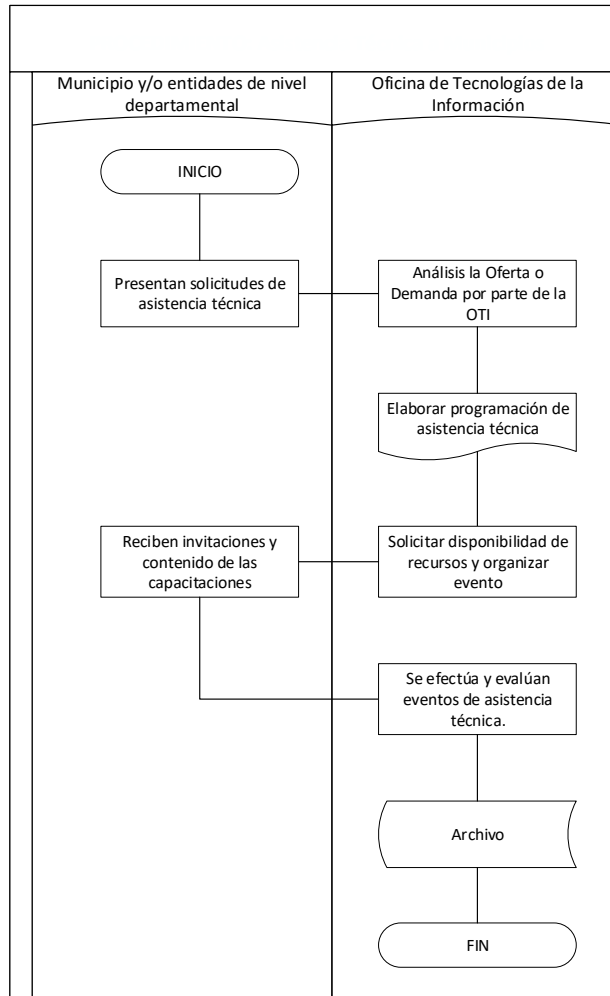 Municipio y/o entidades de nivel
departamental
Oficina de Tecnologías de la
Información
INICIO
Presentan solicitudes de
asistencia técnica
Análisis la Oferta o
Demanda por parte de la
OTI
Elaborar programación de
asistencia técnica
Solicitar disponibilidad de
recursos y organizar
evento
Reciben invitaciones y
contenido de las
capacitaciones
Se efectúa y evalúan
eventos de asistencia
técnica.
Archivo
FIN